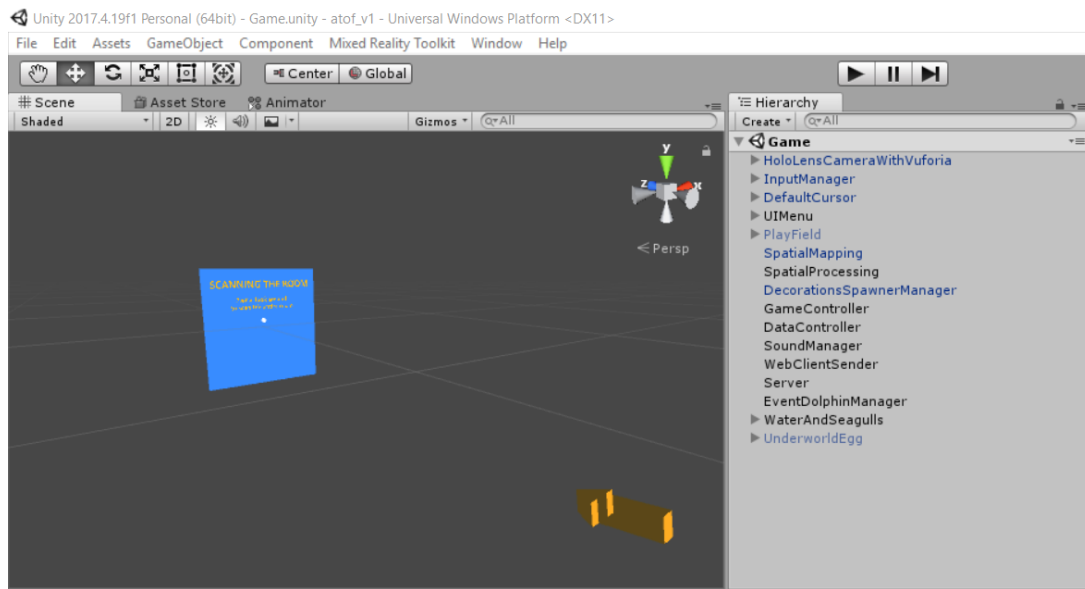 Unity 2017.4.19f1 Personal (64bit) - Game.unity - atof_v1 - Universal Windows Platform <DX11>
File Edit Assets GameObject Component Mixed Reality Toolkit Window Help
Center Global
Scene Asset Store Animator
Shaded 2D Gizmos All
y
z x
Persp
SCANNING THE ROOM
Hierarchy
Create All
Game
HoloLensCameraWithVuforia
InputManager
DefaultCursor
UIMenu
PlayField
SpatialMapping
SpatialProcessing
DecorationsSpawnerManager
GameController
DataController
SoundManager
WebClientSender
Server
EventDolphinManager
WaterAndSeagulls
UnderworldEgg